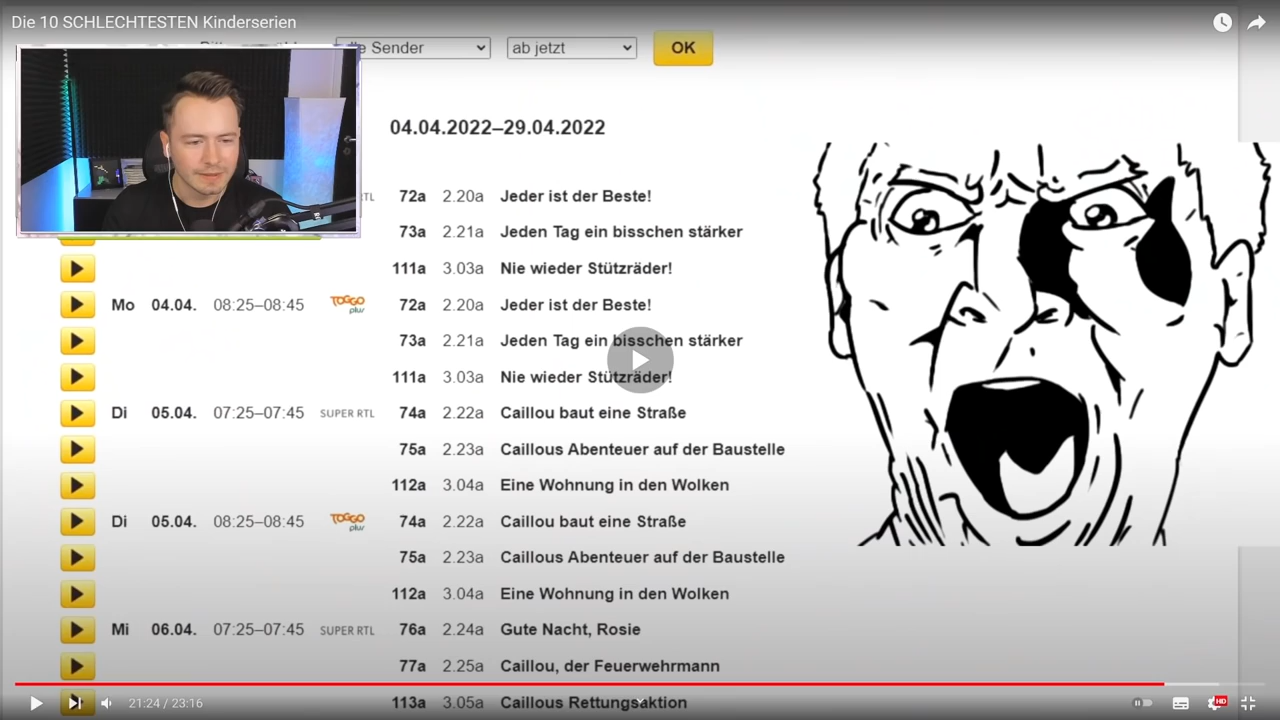 Die 10 SCHLECHTESTEN Kinderserien
Sender ab jetzt OK
04.04.2022–29.04.2022
72a 2.20a Jeder ist der Beste!
73a 2.21a Jeden Tag ein bisschen stärker
111a 3.03a Nie wieder Stützräder!
Mo 04.04. 08:25–08:45 TOGGO plus 72a 2.20a Jeder ist der Beste!
73a 2.21a Jeden Tag ein bisschen stärker
111a 3.03a Nie wieder Stützräder!
Di 05.04. 07:25–07:45 SUPER RTL 74a 2.22a Caillou baut eine Straße
75a 2.23a Caillous Abenteuer auf der Baustelle
112a 3.04a Eine Wohnung in den Wolken
Di 05.04. 08:25–08:45 TOGGO plus 74a 2.22a Caillou baut eine Straße
75a 2.23a Caillous Abenteuer auf der Baustelle
112a 3.04a Eine Wohnung in den Wolken
Mi 06.04. 07:25–07:45 SUPER RTL 76a 2.24a Gute Nacht, Rosie
77a 2.25a Caillou, der Feuerwehrmann
113a 3.05a Caillous Rettungsaktion
21:24 / 23:16 HD